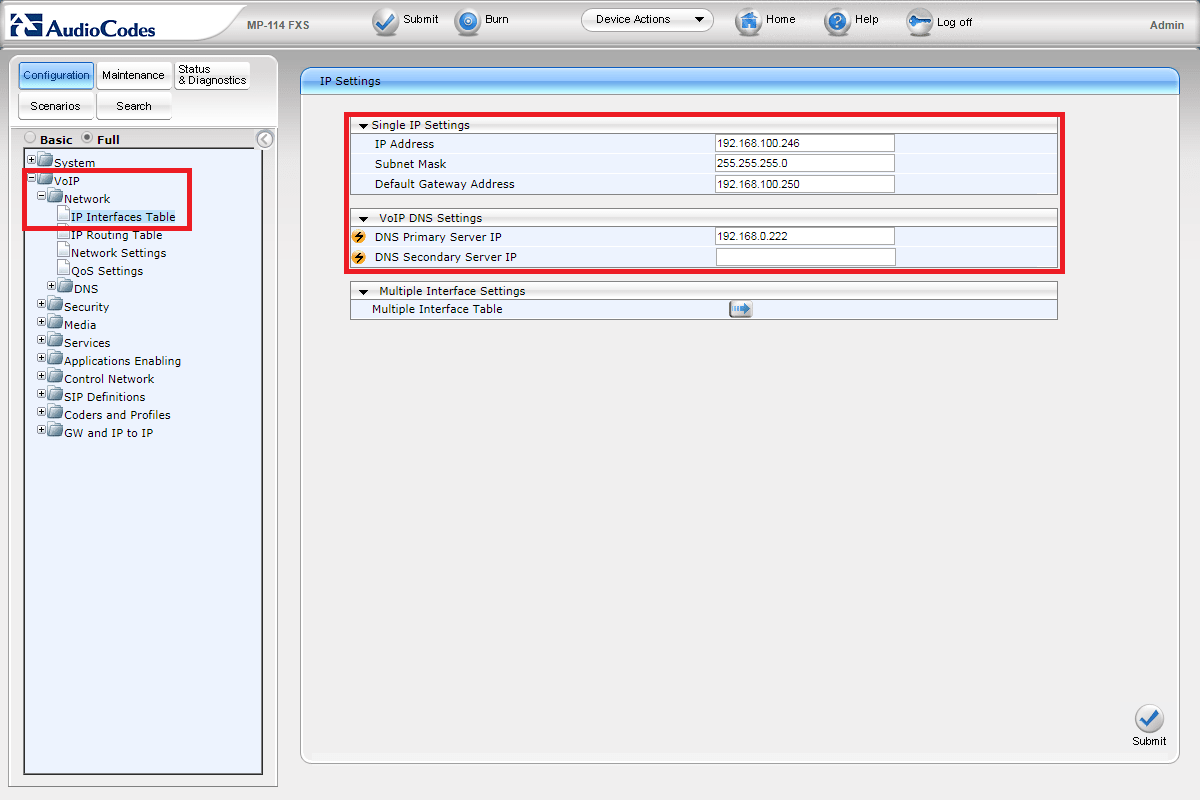 AudioCodes
MP-114 FXS
Submit
Burn
Device Actions
Home
Help
Log off
Admin
Configuration
Maintenance
Status
& Diagnostics
Scenarios
Search
Basic
Full
System
VoIP
Network
IP Interfaces Table
IP Routing Table
Network Settings
QoS Settings
DNS
Security
Media
Services
Applications Enabling
Control Network
SIP Definitions
Coders and Profiles
GW and IP to IP
IP Settings
Single IP Settings
IP Address 192.168.100.246
Subnet Mask 255.255.255.0
Default Gateway Address 192.168.100.250
VoIP DNS Settings
DNS Primary Server IP 192.168.0.222
DNS Secondary Server IP
Multiple Interface Settings
Multiple Interface Table
Submit